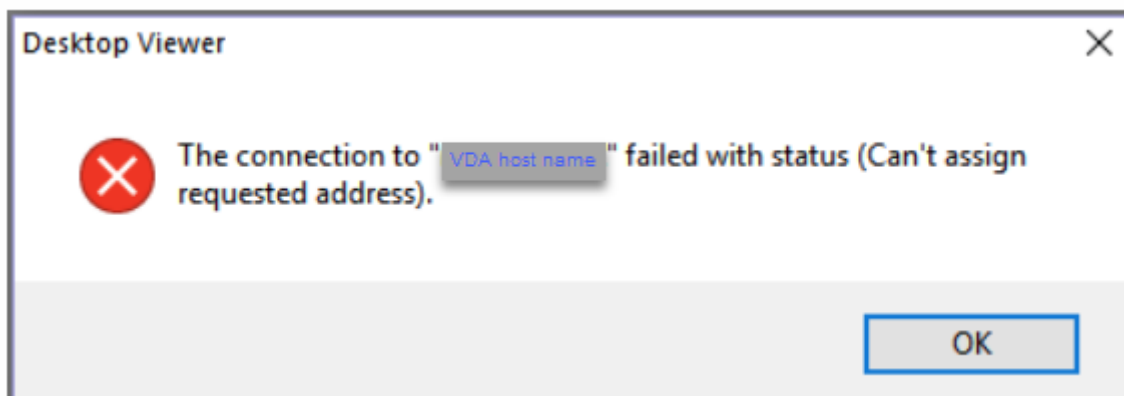 Desktop Viewer
The connection to "VDA host name" failed with status (Can't assign
requested address).
OK